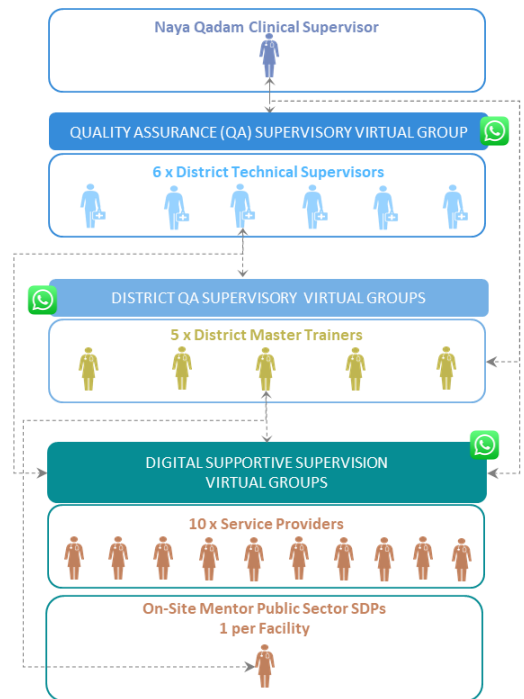 Naya Qadam Clinical Supervisor
QUALITY ASSURANCE (QA) SUPERVISORY VIRTUAL GROUP
6 x District Technical Supervisors
DISTRICT QA SUPERVISORY VIRTUAL GROUPS
5 x District Master Trainers
DIGITAL SUPPORTIVE SUPERVISION
VIRTUAL GROUPS
10 x Service Providers
On-Site Mentor Public Sector SDPs
1 per Facility